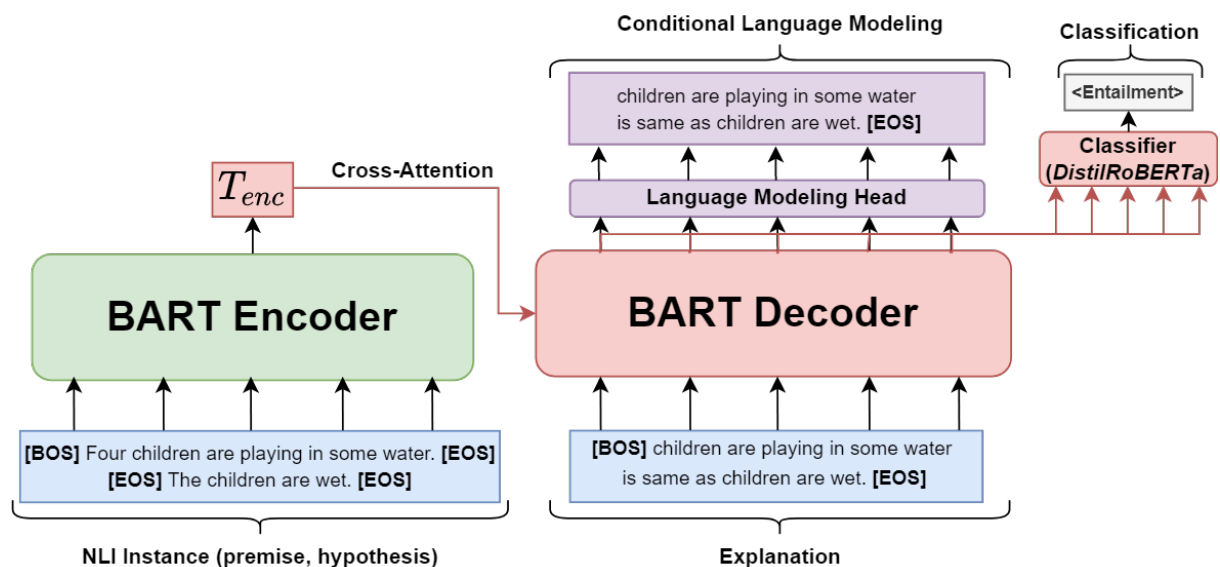 Conditional Language Modeling
Classification
children are playing in some water
is same as children are wet. [EOS]
<Entailment>
Cross-Attention
Classifier
(DistilRoBERTa)
T_enc
Language Modeling Head
BART Encoder
BART Decoder
[BOS] Four children are playing in some water. [EOS]
[EOS] The children are wet. [EOS]
[BOS] children are playing in some water
is same as children are wet. [EOS]
NLI Instance (premise, hypothesis)
Explanation